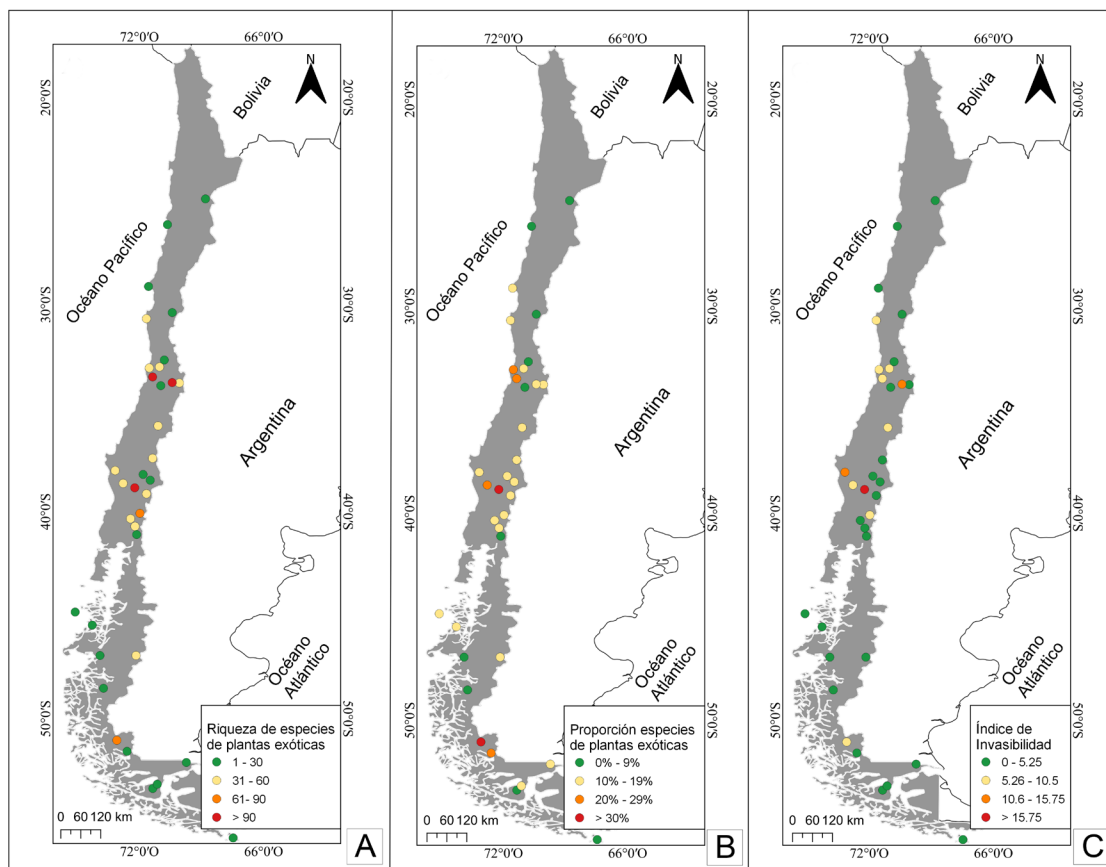 72°0'O 66°0'O
N
20°0'S
20°0'S
Bolivia
Océano Pacífico
30°0'S
30°0'S
Argentina
40°0'S
40°0'S
Océano
Atlántico
50°0'S
50°0'S
Riqueza de especies
de plantas exóticas
1 - 30
31 - 60
61- 90
> 90
0 60 120 km
A
72°0'O 66°0'O
72°0'O 66°0'O
N
20°0'S
20°0'S
Bolivia
Océano Pacífico
30°0'S
30°0'S
Argentina
40°0'S
40°0'S
Océano
Atlántico
50°0'S
50°0'S
Proporción especies
de plantas exóticas
0% - 9%
10% - 19%
20% - 29%
> 30%
0 60 120 km
B
72°0'O 66°0'O
72°0'O 66°0'O
N
20°0'S
20°0'S
Bolivia
Océano Pacífico
30°0'S
30°0'S
Argentina
40°0'S
40°0'S
Océano
Atlántico
50°0'S
50°0'S
Índice de
Invasibilidad
0 - 5.25
5.26 - 10.5
10.6 - 15.75
> 15.75
0 60 120 km
C
72°0'O 66°0'O